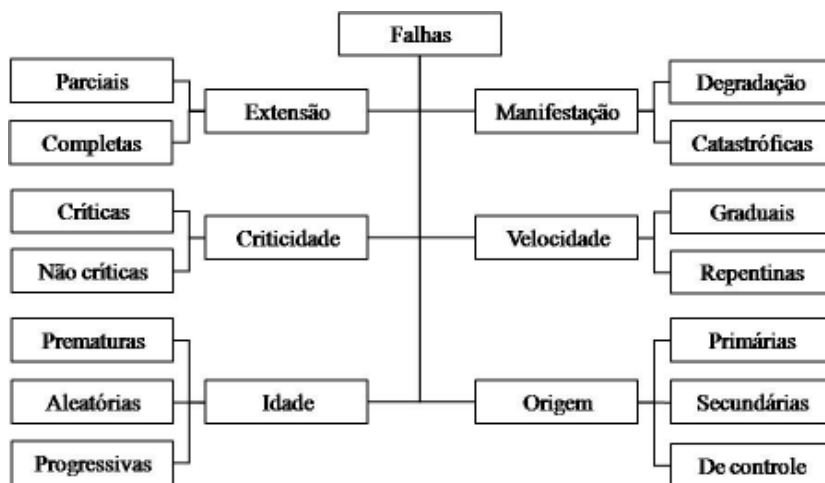 Falhas
Parciais
Extensão
Completas
Manifestação
Degradação
Catastróficas
Críticas
Criticidade
Não críticas
Velocidade
Graduais
Repentinas
Prematuras
Aleatórias
Idade
Progressivas
Origem
Primárias
Secundárias
De controle